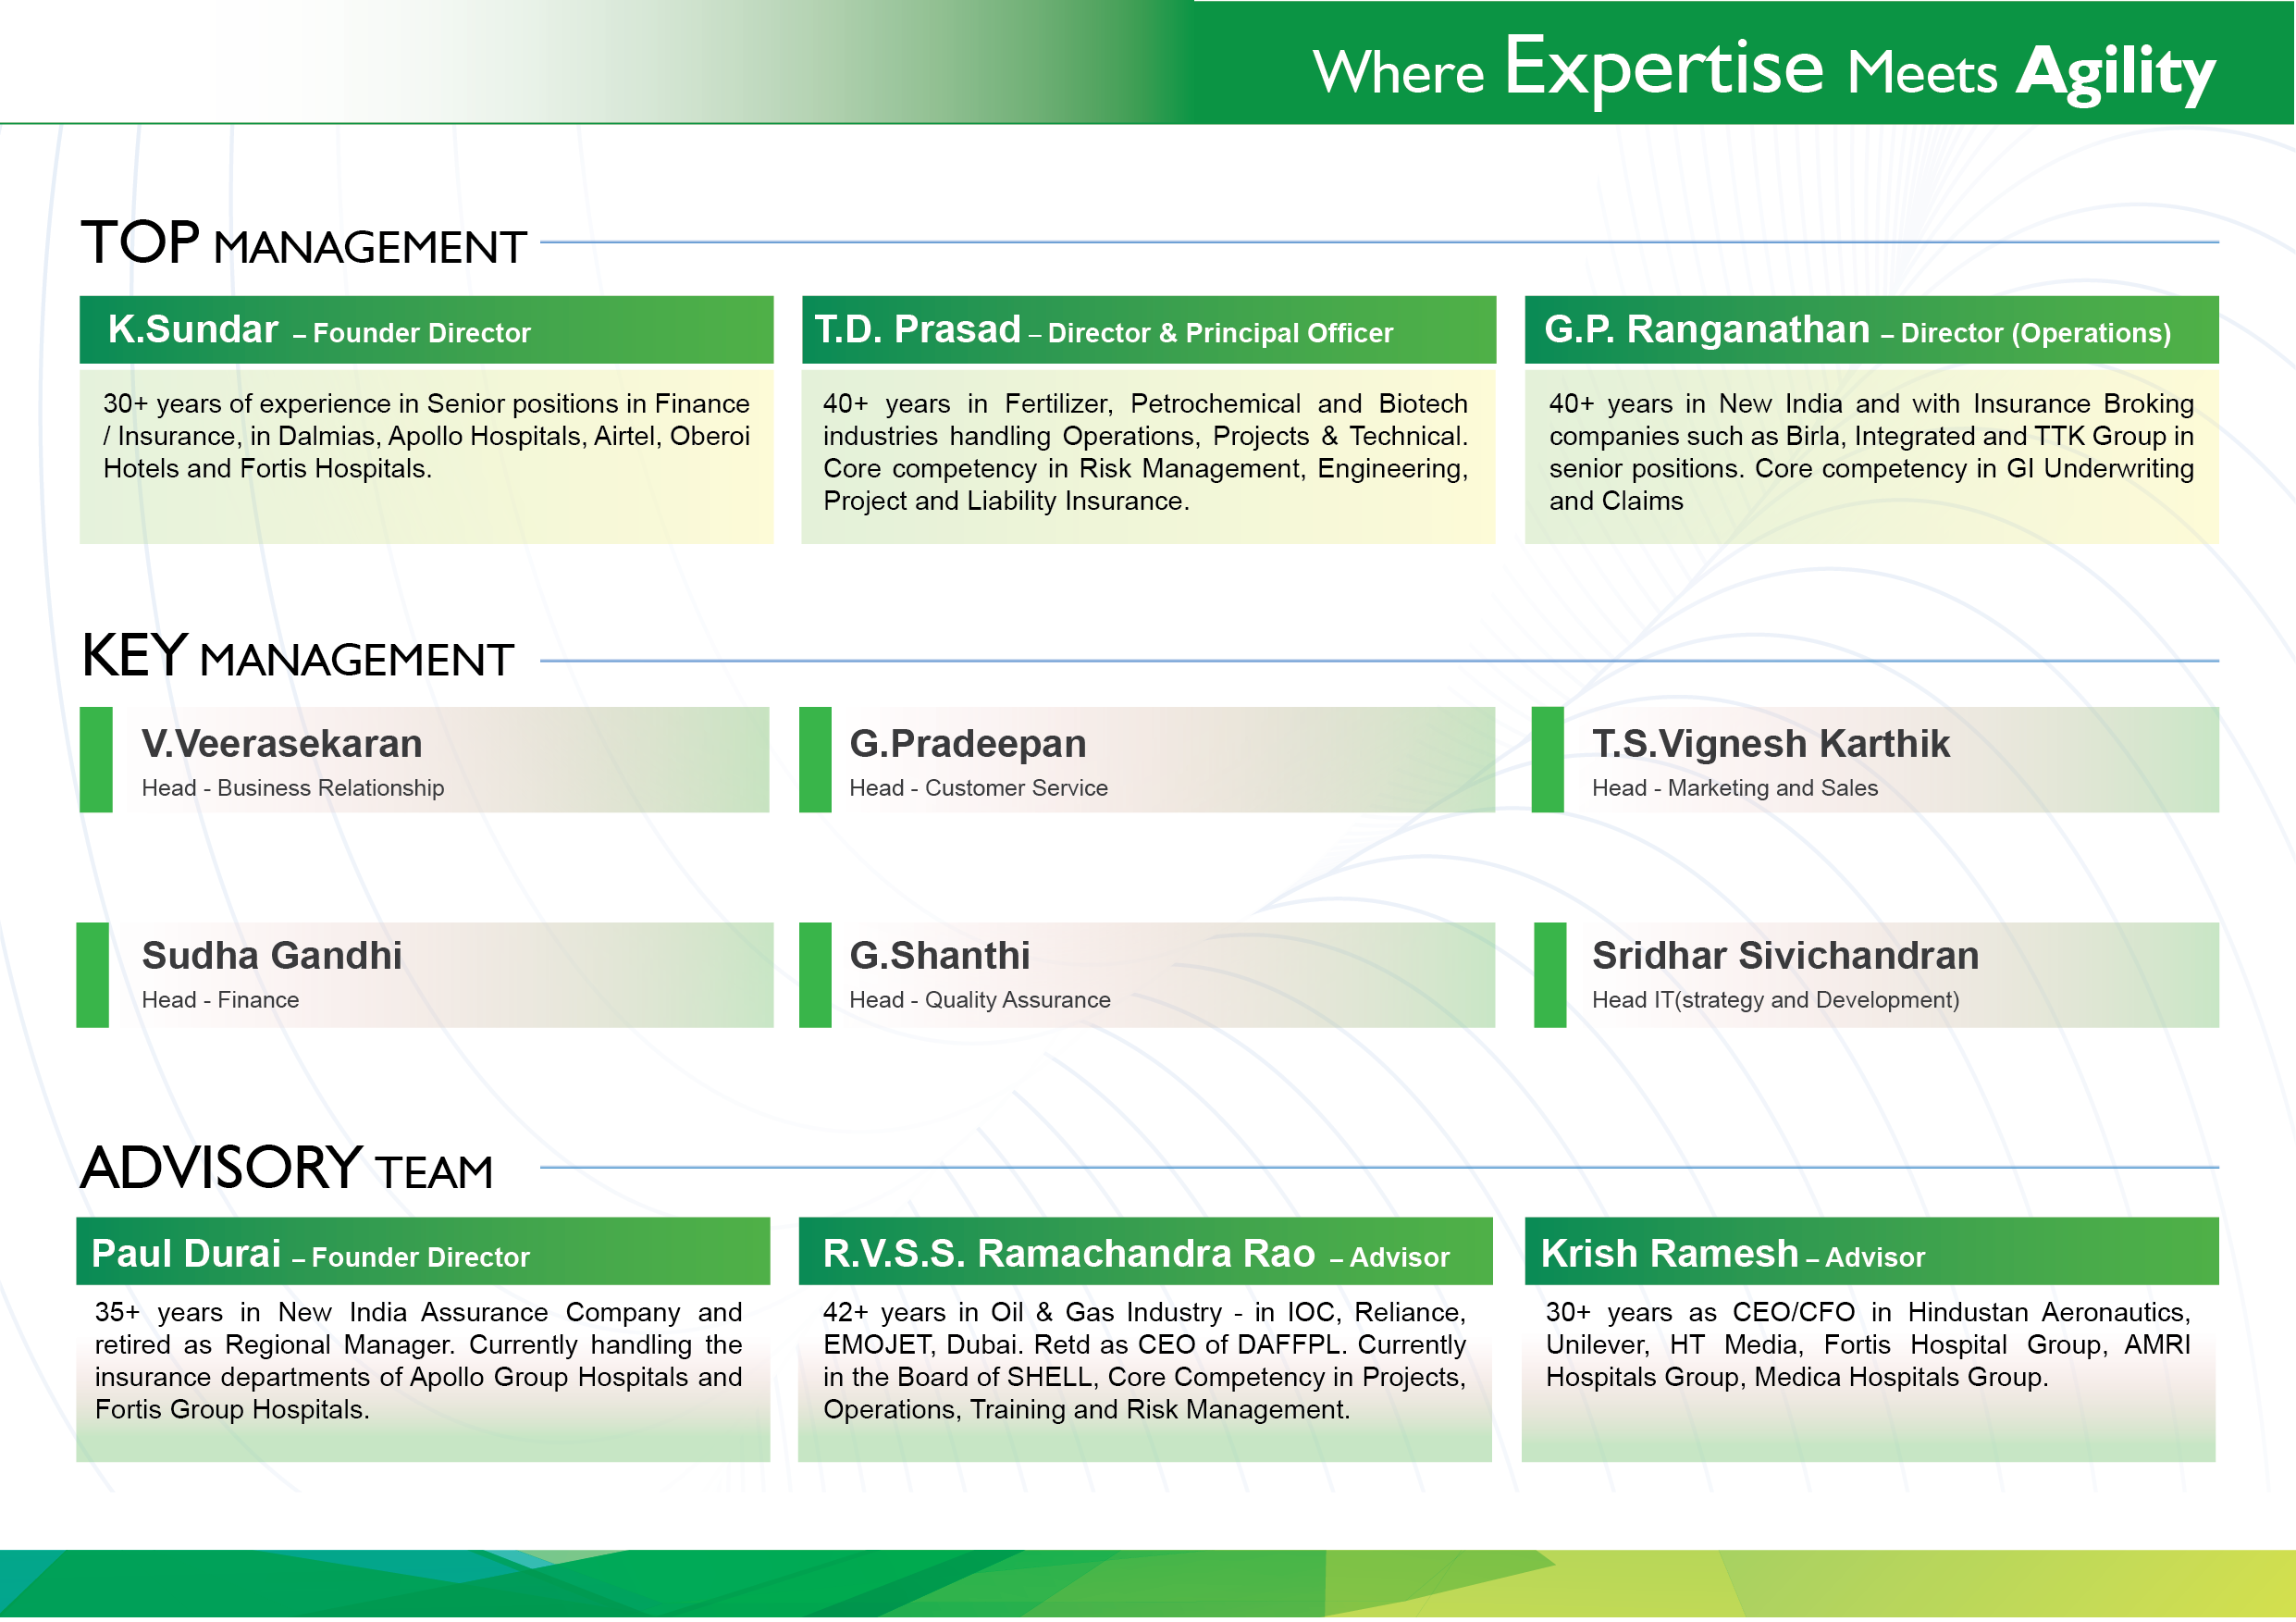 Where Expertise Meets Agility
TOP MANAGEMENT
K.Sundar – Founder Director
30+ years of experience in Senior positions in Finance
/ Insurance, in Dalmias, Apollo Hospitals, Airtel, Oberoi
Hotels and Fortis Hospitals.
T.D. Prasad – Director & Principal Officer
40+ years in Fertilizer, Petrochemical and Biotech
industries handling Operations, Projects & Technical.
Core competency in Risk Management, Engineering,
Project and Liability Insurance.
G.P. Ranganathan – Director (Operations)
40+ years in New India and with Insurance Broking
companies such as Birla, Integrated and TTK Group in
senior positions. Core competency in GI Underwriting
and Claims
KEY MANAGEMENT
V.Veerasekaran
Head - Business Relationship
G.Pradeepan
Head - Customer Service
T.S.Vignesh Karthik
Head - Marketing and Sales
Sudha Gandhi
Head - Finance
G.Shanthi
Head - Quality Assurance
Sridhar Sivichandran
Head IT(strategy and Development)
ADVISORY TEAM
Paul Durai – Founder Director
35+ years in New India Assurance Company and
retired as Regional Manager. Currently handling the
insurance departments of Apollo Group Hospitals and
Fortis Group Hospitals.
R.V.S.S. Ramachandra Rao – Advisor
42+ years in Oil & Gas Industry - in IOC, Reliance,
EMOJET, Dubai. Retd as CEO of DAFFPL. Currently
in the Board of SHELL, Core Competency in Projects,
Operations, Training and Risk Management.
Krish Ramesh – Advisor
30+ years as CEO/CFO in Hindustan Aeronautics,
Unilever, HT Media, Fortis Hospital Group, AMRI
Hospitals Group, Medica Hospitals Group.